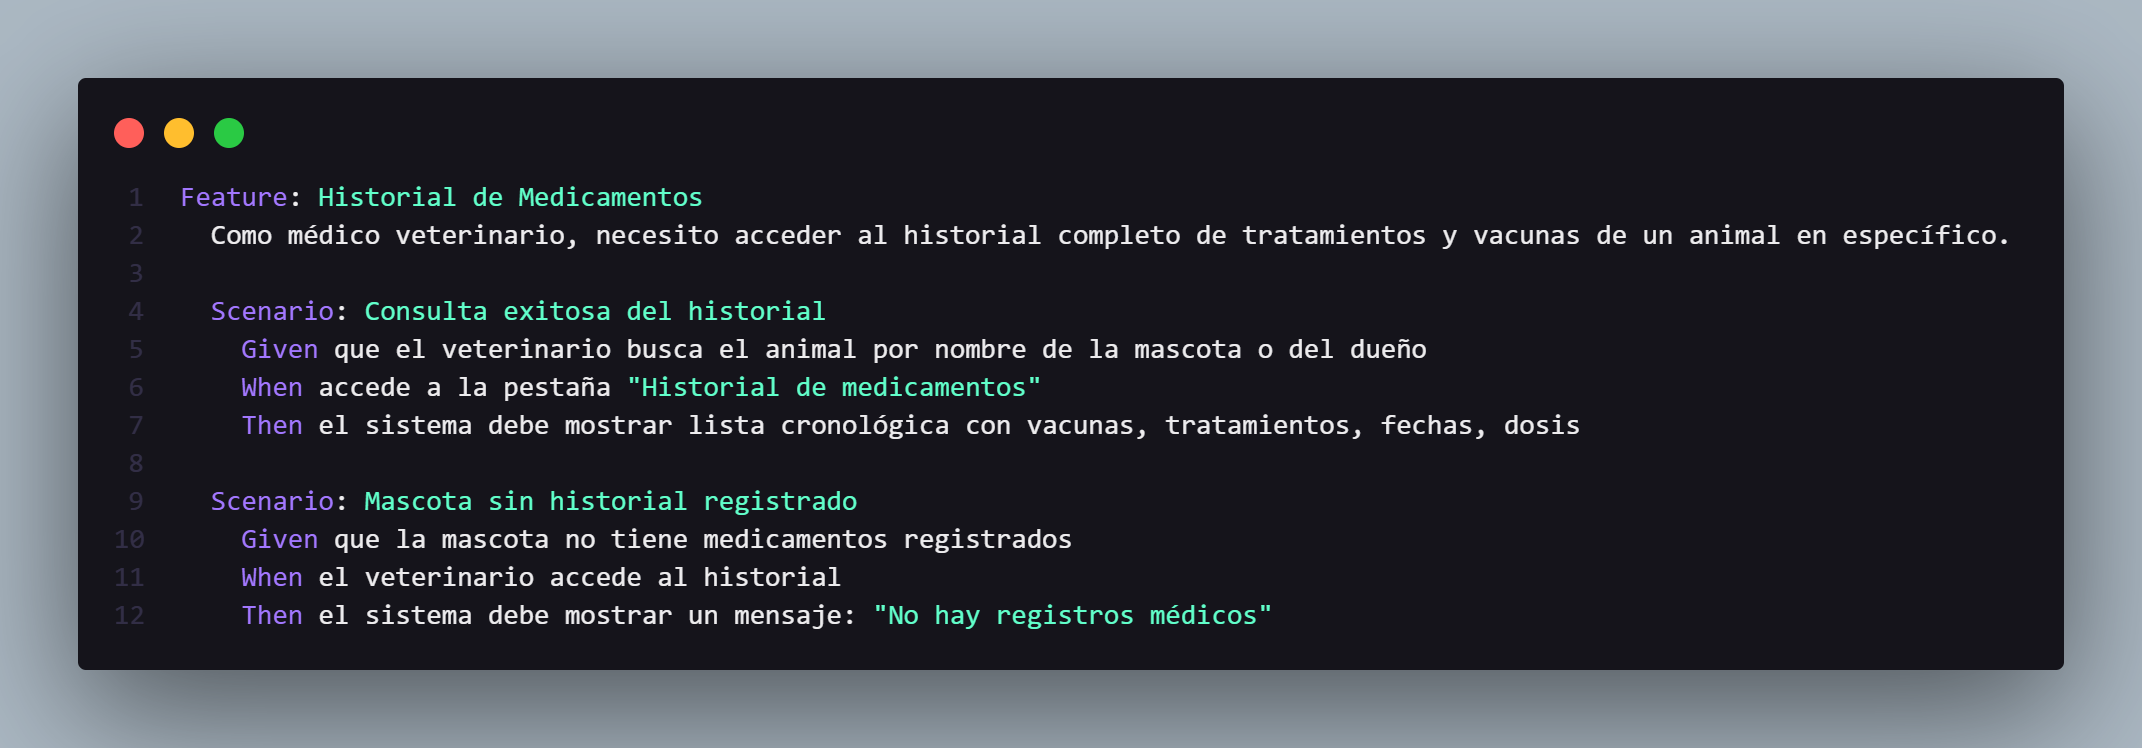 1 Feature: Historial de Medicamentos
2 Como médico veterinario, necesito acceder al historial completo de tratamientos y vacunas de un animal en específico.
3
4 Scenario: Consulta exitosa del historial
5 Given que el veterinario busca el animal por nombre de la mascota o del dueño
6 When accede a la pestaña "Historial de medicamentos"
7 Then el sistema debe mostrar lista cronológica con vacunas, tratamientos, fechas, dosis
8
9 Scenario: Mascota sin historial registrado
10 Given que la mascota no tiene medicamentos registrados
11 When el veterinario accede al historial
12 Then el sistema debe mostrar un mensaje: "No hay registros médicos"